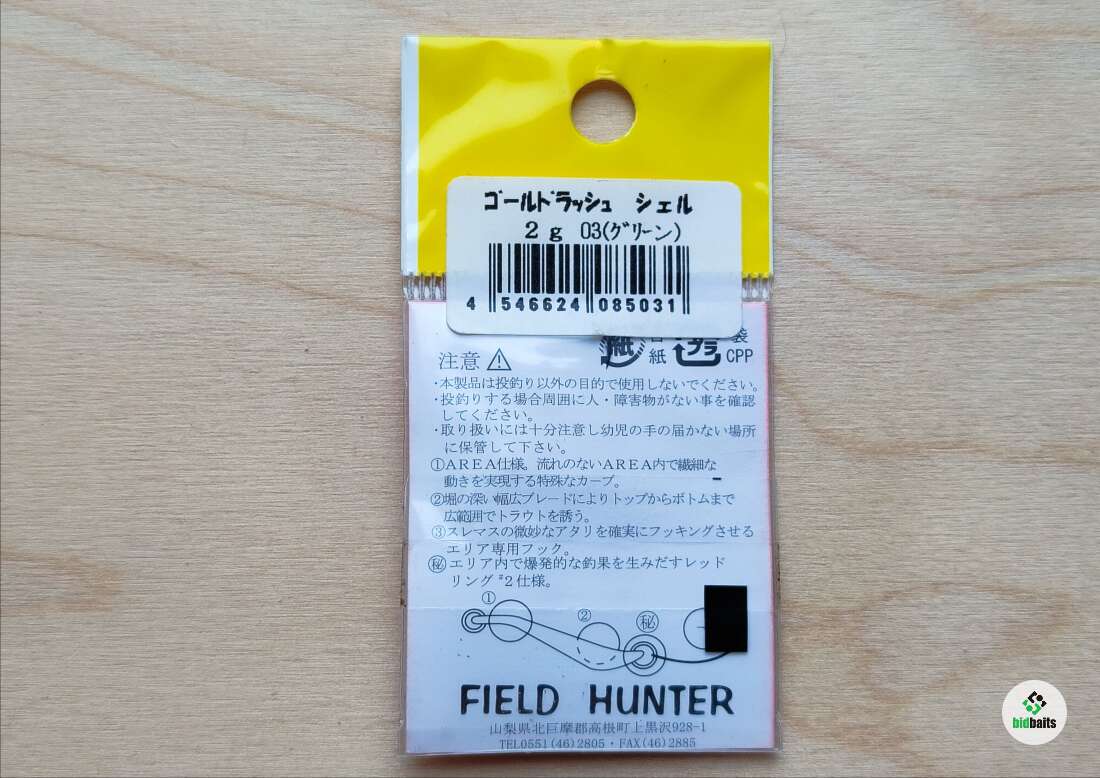 ゴールドラッシュ シェル
2g 03(グリーン)
4 546624 085031
紙 プラ
紙 CPP
注意
・本製品は投釣り以外の目的で使用しないでください。
・投釣りする場合周囲に人・障害物がない事を確認
してください。
・取り扱いには十分注意し幼児の手の届かない場所
に保管して下さい。
①AREA仕様，流れのないAREA内で繊細な
動きを実現する特殊なカーブ。
②堀の深い幅広ブレードによりトップからボトムまで
広範囲でトラウトを誘う。
③スレマスの微妙なアタリを確実にフッキングさせる
エリア専用フック。
㊙エリア内で爆発的な釣果を生みだすレッド
リング#2仕様。
① ② ㊙
FIELD HUNTER
山梨県北巨摩郡高根町上黒沢928-1
TEL0551(46)2805・FAX(46)2885
bidbaits